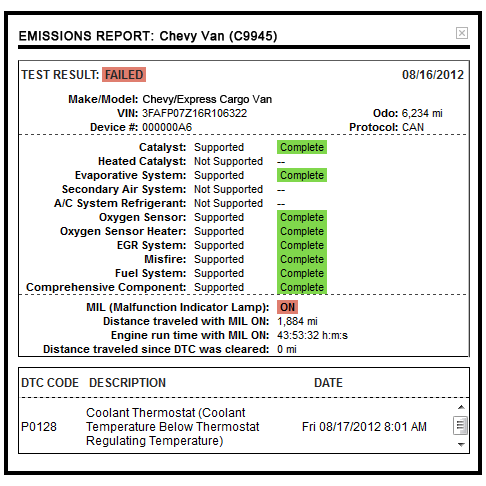 EMISSIONS REPORT: Chevy Van (C9945)
TEST RESULT: FAILED 08/16/2012
Make/Model: Chevy/Express Cargo Van
VIN: 3FAFP07Z16R106322 Odo: 6,234 mi
Device #: 000000A6 Protocol: CAN
Catalyst: Supported Complete
Heated Catalyst: Not Supported --
Evaporative System: Supported Complete
Secondary Air System: Not Supported --
A/C System Refrigerant: Not Supported --
Oxygen Sensor: Supported Complete
Oxygen Sensor Heater: Supported Complete
EGR System: Supported Complete
Misfire: Supported Complete
Fuel System: Supported Complete
Comprehensive Component: Supported Complete
MIL (Malfunction Indicator Lamp): ON
Distance traveled with MIL ON: 1,884 mi
Engine run time with MIL ON: 43:53:32 h:m:s
Distance traveled since DTC was cleared: 0 mi
DTC CODE DESCRIPTION DATE
Coolant Thermostat (Coolant
P0128 Temperature Below Thermostat Fri 08/17/2012 8:01 AM
Regulating Temperature)